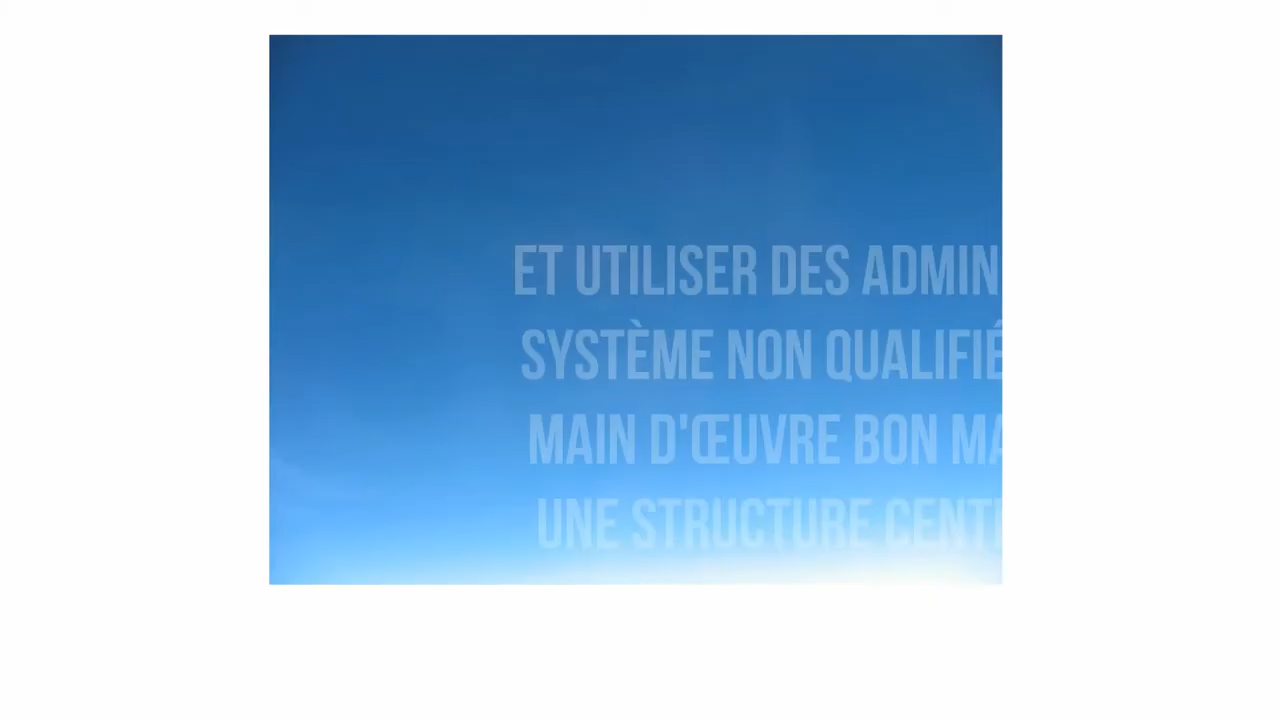 ET UTILISER DES ADMIN
SYSTÈME NON QUALIFIÉ
MAIN D'ŒUVRE BON MA
UNE STRUCTURE CENT